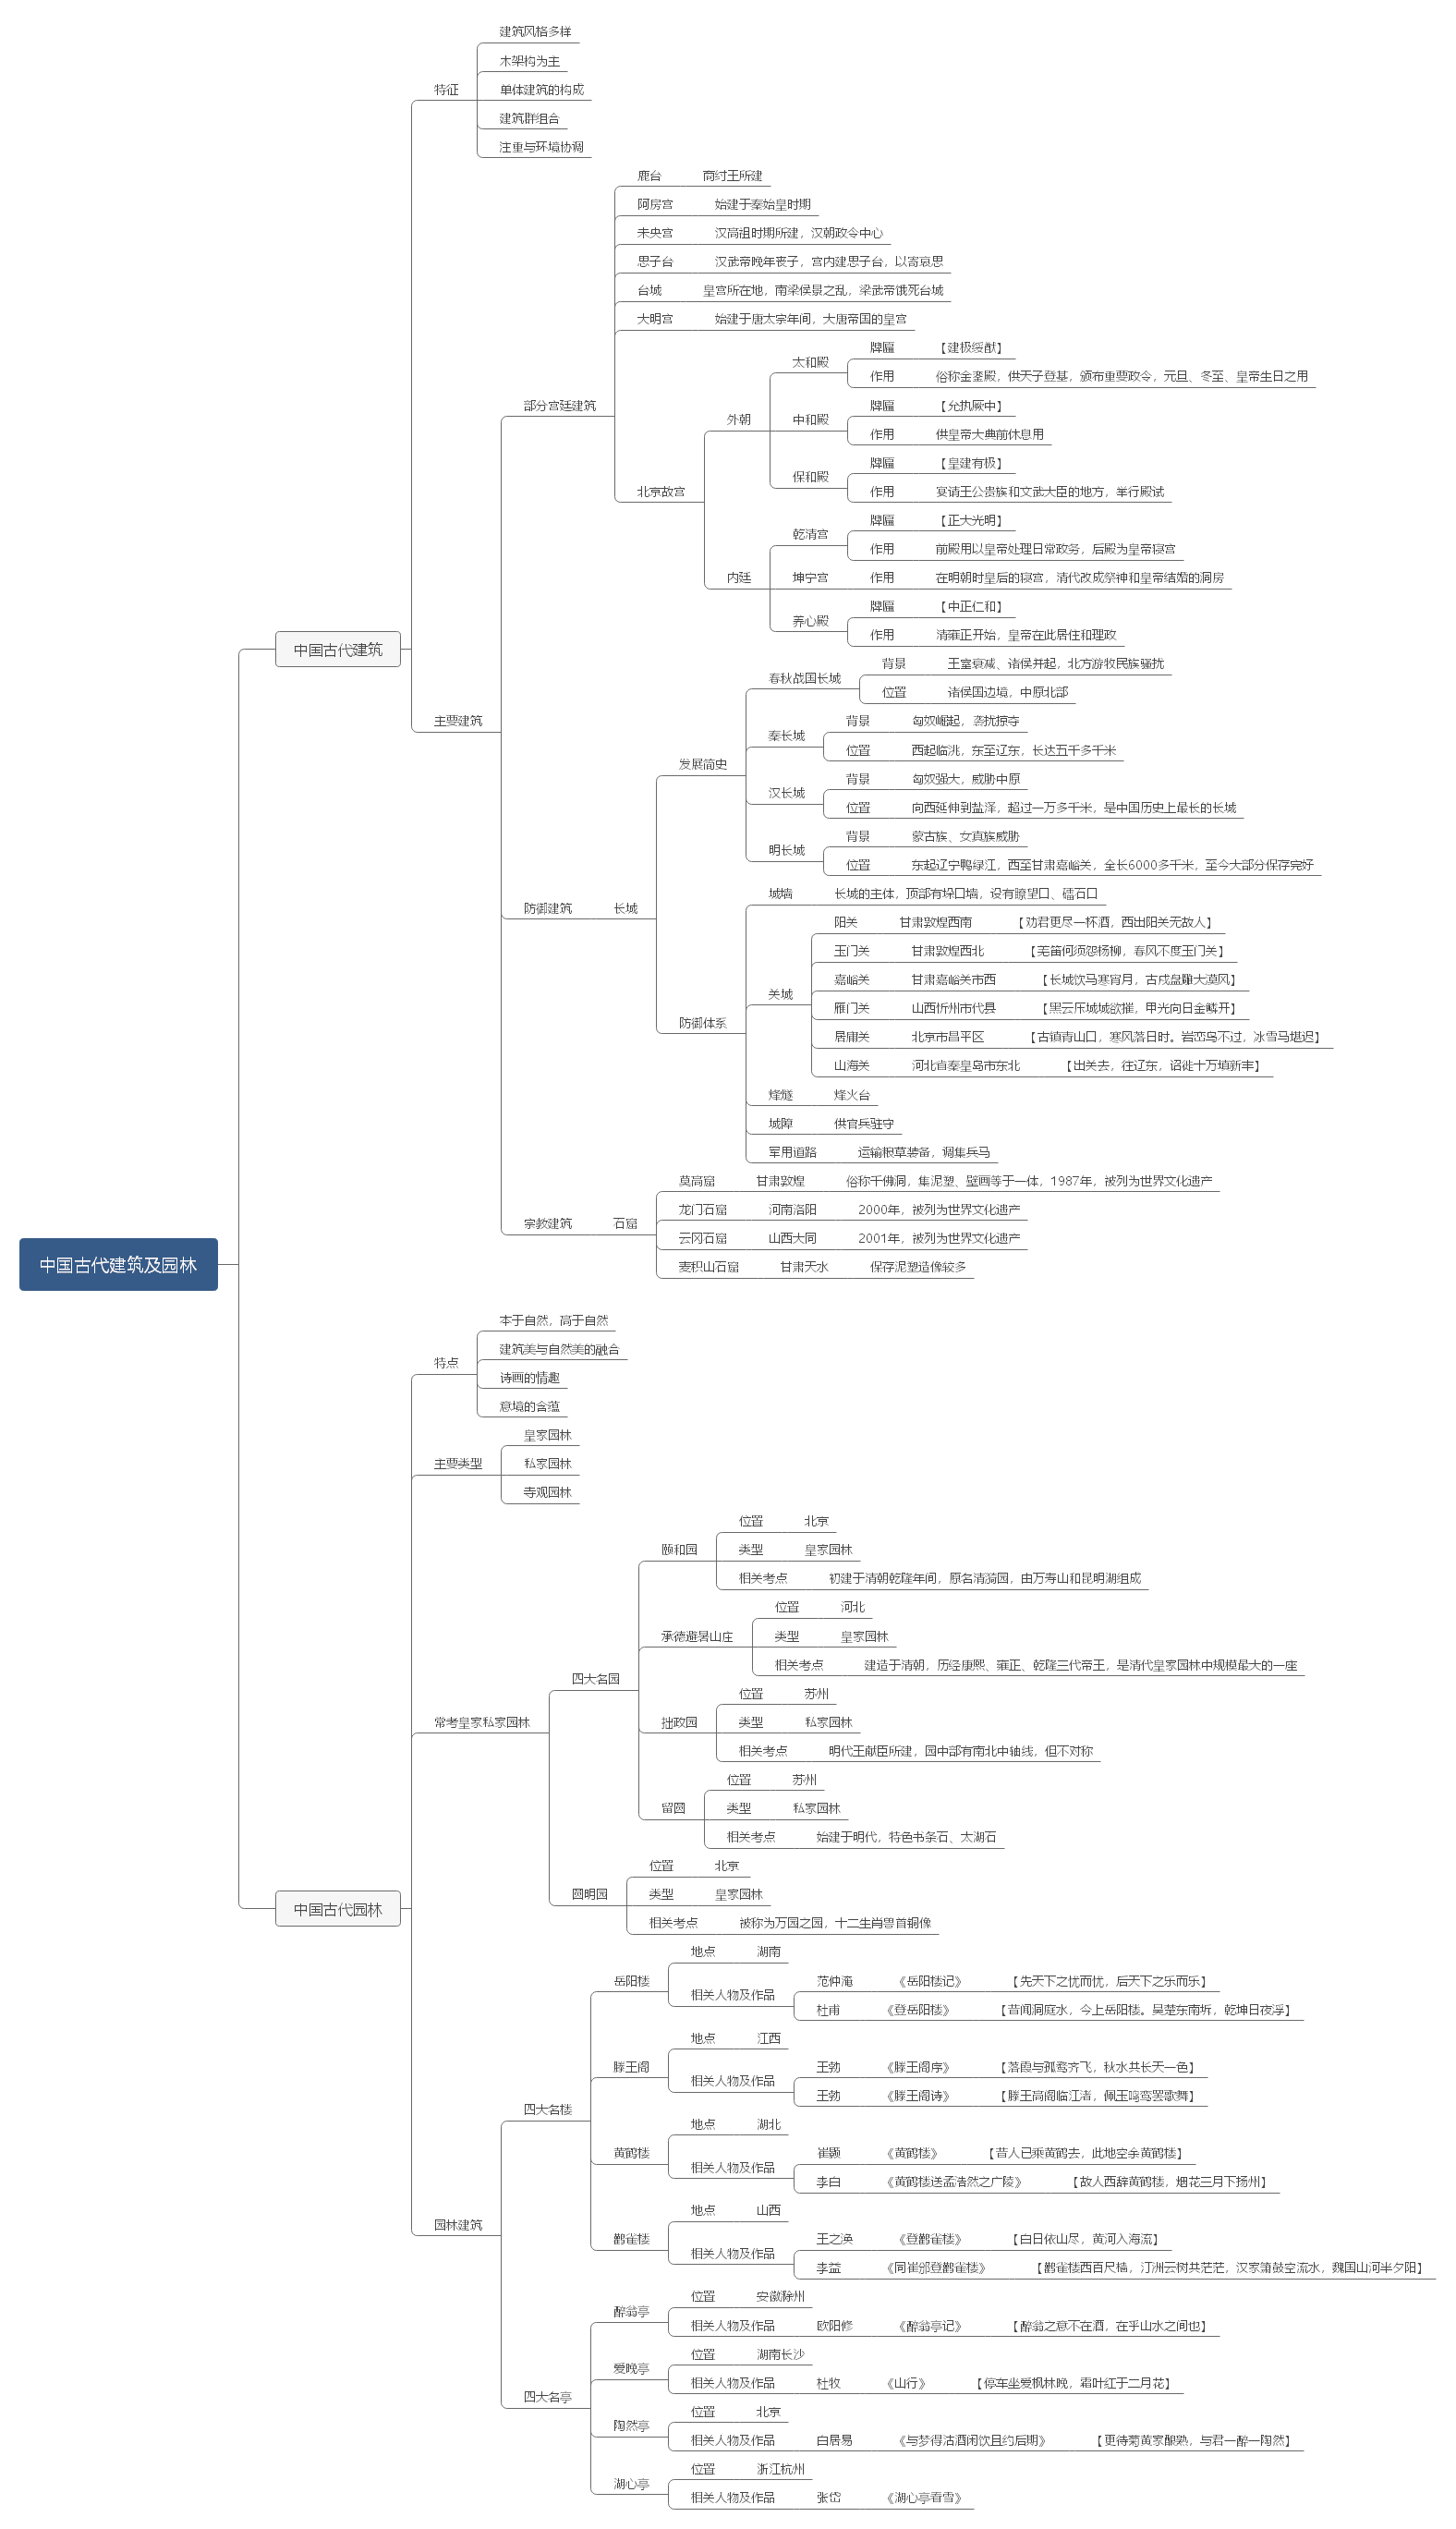 中国古代建筑及园林
中国古代建筑
特征
建筑风格多样
木架构为主
单体建筑的构成
建筑群组合
注重与环境协调
主要建筑
部分宫廷建筑
鹿台 商纣王所建
阿房宫 始建于秦始皇时期
未央宫 汉高祖时期所建，汉朝政令中心
思子台 汉武帝晚年丧子，宫内建思子台，以寄哀思
台城 皇宫所在地，南梁侯景之乱，梁武帝饿死台城
大明宫 始建于唐太宗年间，大唐帝国的皇宫
北京故宫
外朝
太和殿
牌匾 【建极绥猷】
作用 俗称金銮殿，供天子登基，颁布重要政令，元旦、冬至、皇帝生日之用
中和殿
牌匾 【允执厥中】
作用 供皇帝大典前休息用
保和殿
牌匾 【皇建有极】
作用 宴请王公贵族和文武大臣的地方，举行殿试
内廷
乾清宫
牌匾 【正大光明】
作用 前殿用以皇帝处理日常政务，后殿为皇帝寝宫
坤宁宫 作用 在明朝时皇后的寝宫，清代改成祭神和皇帝结婚的洞房
养心殿
牌匾 【中正仁和】
作用 清雍正开始，皇帝在此居住和理政
防御建筑 长城
发展简史
春秋战国长城
背景 王室衰减、诸侯并起，北方游牧民族骚扰
位置 诸侯国边境，中原北部
秦长城
背景 匈奴崛起，袭扰掠夺
位置 西起临洮，东至辽东，长达五千多千米
汉长城
背景 匈奴强大，威胁中原
位置 向西延伸到盐泽，超过一万多千米，是中国历史上最长的长城
明长城
背景 蒙古族、女真族威胁
位置 东起辽宁鸭绿江，西至甘肃嘉峪关，全长6000多千米，至今大部分保存完好
防御体系
城墙 长城的主体，顶部有垛口墙，设有瞭望口、礌石口
关城
阳关 甘肃敦煌西南 【劝君更尽一杯酒，西出阳关无故人】
玉门关 甘肃敦煌西北 【羌笛何须怨杨柳，春风不度玉门关】
嘉峪关 甘肃嘉峪关市西 【长城饮马寒宵月，古戍盘雕大漠风】
雁门关 山西忻州市代县 【黑云压城城欲摧，甲光向日金鳞开】
居庸关 北京市昌平区 【古镇青山口，寒风落日时。岩峦鸟不过，冰雪马堪迟】
山海关 河北省秦皇岛市东北 【出关去，往辽东，诏徙十万填新丰】
烽燧 烽火台
城障 供官兵驻守
军用道路 运输粮草装备，调集兵马
宗教建筑 石窟
莫高窟 甘肃敦煌 俗称千佛洞，集泥塑、壁画等于一体，1987年，被列为世界文化遗产
龙门石窟 河南洛阳 2000年，被列为世界文化遗产
云冈石窟 山西大同 2001年，被列为世界文化遗产
麦积山石窟 甘肃天水 保存泥塑造像较多
中国古代园林
特点
本于自然，高于自然
建筑美与自然美的融合
诗画的情趣
意境的含蕴
主要类型
皇家园林
私家园林
寺观园林
常考皇家私家园林
四大名园
颐和园
位置 北京
类型 皇家园林
相关考点 初建于清朝乾隆年间，原名清漪园，由万寿山和昆明湖组成
承德避暑山庄
位置 河北
类型 皇家园林
相关考点 建造于清朝，历经康熙、雍正、乾隆三代帝王，是清代皇家园林中规模最大的一座
拙政园
位置 苏州
类型 私家园林
相关考点 明代王献臣所建，园中部有南北中轴线，但不对称
留园
位置 苏州
类型 私家园林
相关考点 始建于明代，特色书条石、太湖石
圆明园
位置 北京
类型 皇家园林
相关考点 被称为万园之园，十二生肖兽首铜像
园林建筑
四大名楼
岳阳楼
地点 湖南
相关人物及作品
范仲淹 《岳阳楼记》 【先天下之忧而忧，后天下之乐而乐】
杜甫 《登岳阳楼》 【昔闻洞庭水，今上岳阳楼。吴楚东南坼，乾坤日夜浮】
滕王阁
地点 江西
相关人物及作品
王勃 《滕王阁序》 【落霞与孤鹜齐飞，秋水共长天一色】
王勃 《滕王阁诗》 【滕王高阁临江渚，佩玉鸣鸾罢歌舞】
黄鹤楼
地点 湖北
相关人物及作品
崔颢 《黄鹤楼》 【昔人已乘黄鹤去，此地空余黄鹤楼】
李白 《黄鹤楼送孟浩然之广陵》 【故人西辞黄鹤楼，烟花三月下扬州】
鹳雀楼
地点 山西
相关人物及作品
王之涣 《登鹳雀楼》 【白日依山尽，黄河入海流】
李益 《同崔邠登鹳雀楼》 【鹳雀楼西百尺樯，汀洲云树共茫茫，汉家箫鼓空流水，魏国山河半夕阳】
四大名亭
醉翁亭
位置 安徽滁州
相关人物及作品 欧阳修 《醉翁亭记》 【醉翁之意不在酒，在乎山水之间也】
爱晚亭
位置 湖南长沙
相关人物及作品 杜牧 《山行》 【停车坐爱枫林晚，霜叶红于二月花】
陶然亭
位置 北京
相关人物及作品 白居易 《与梦得沽酒闲饮且约后期》 【更待菊黄家酿熟，与君一醉一陶然】
湖心亭
位置 浙江杭州
相关人物及作品 张岱 《湖心亭看雪》